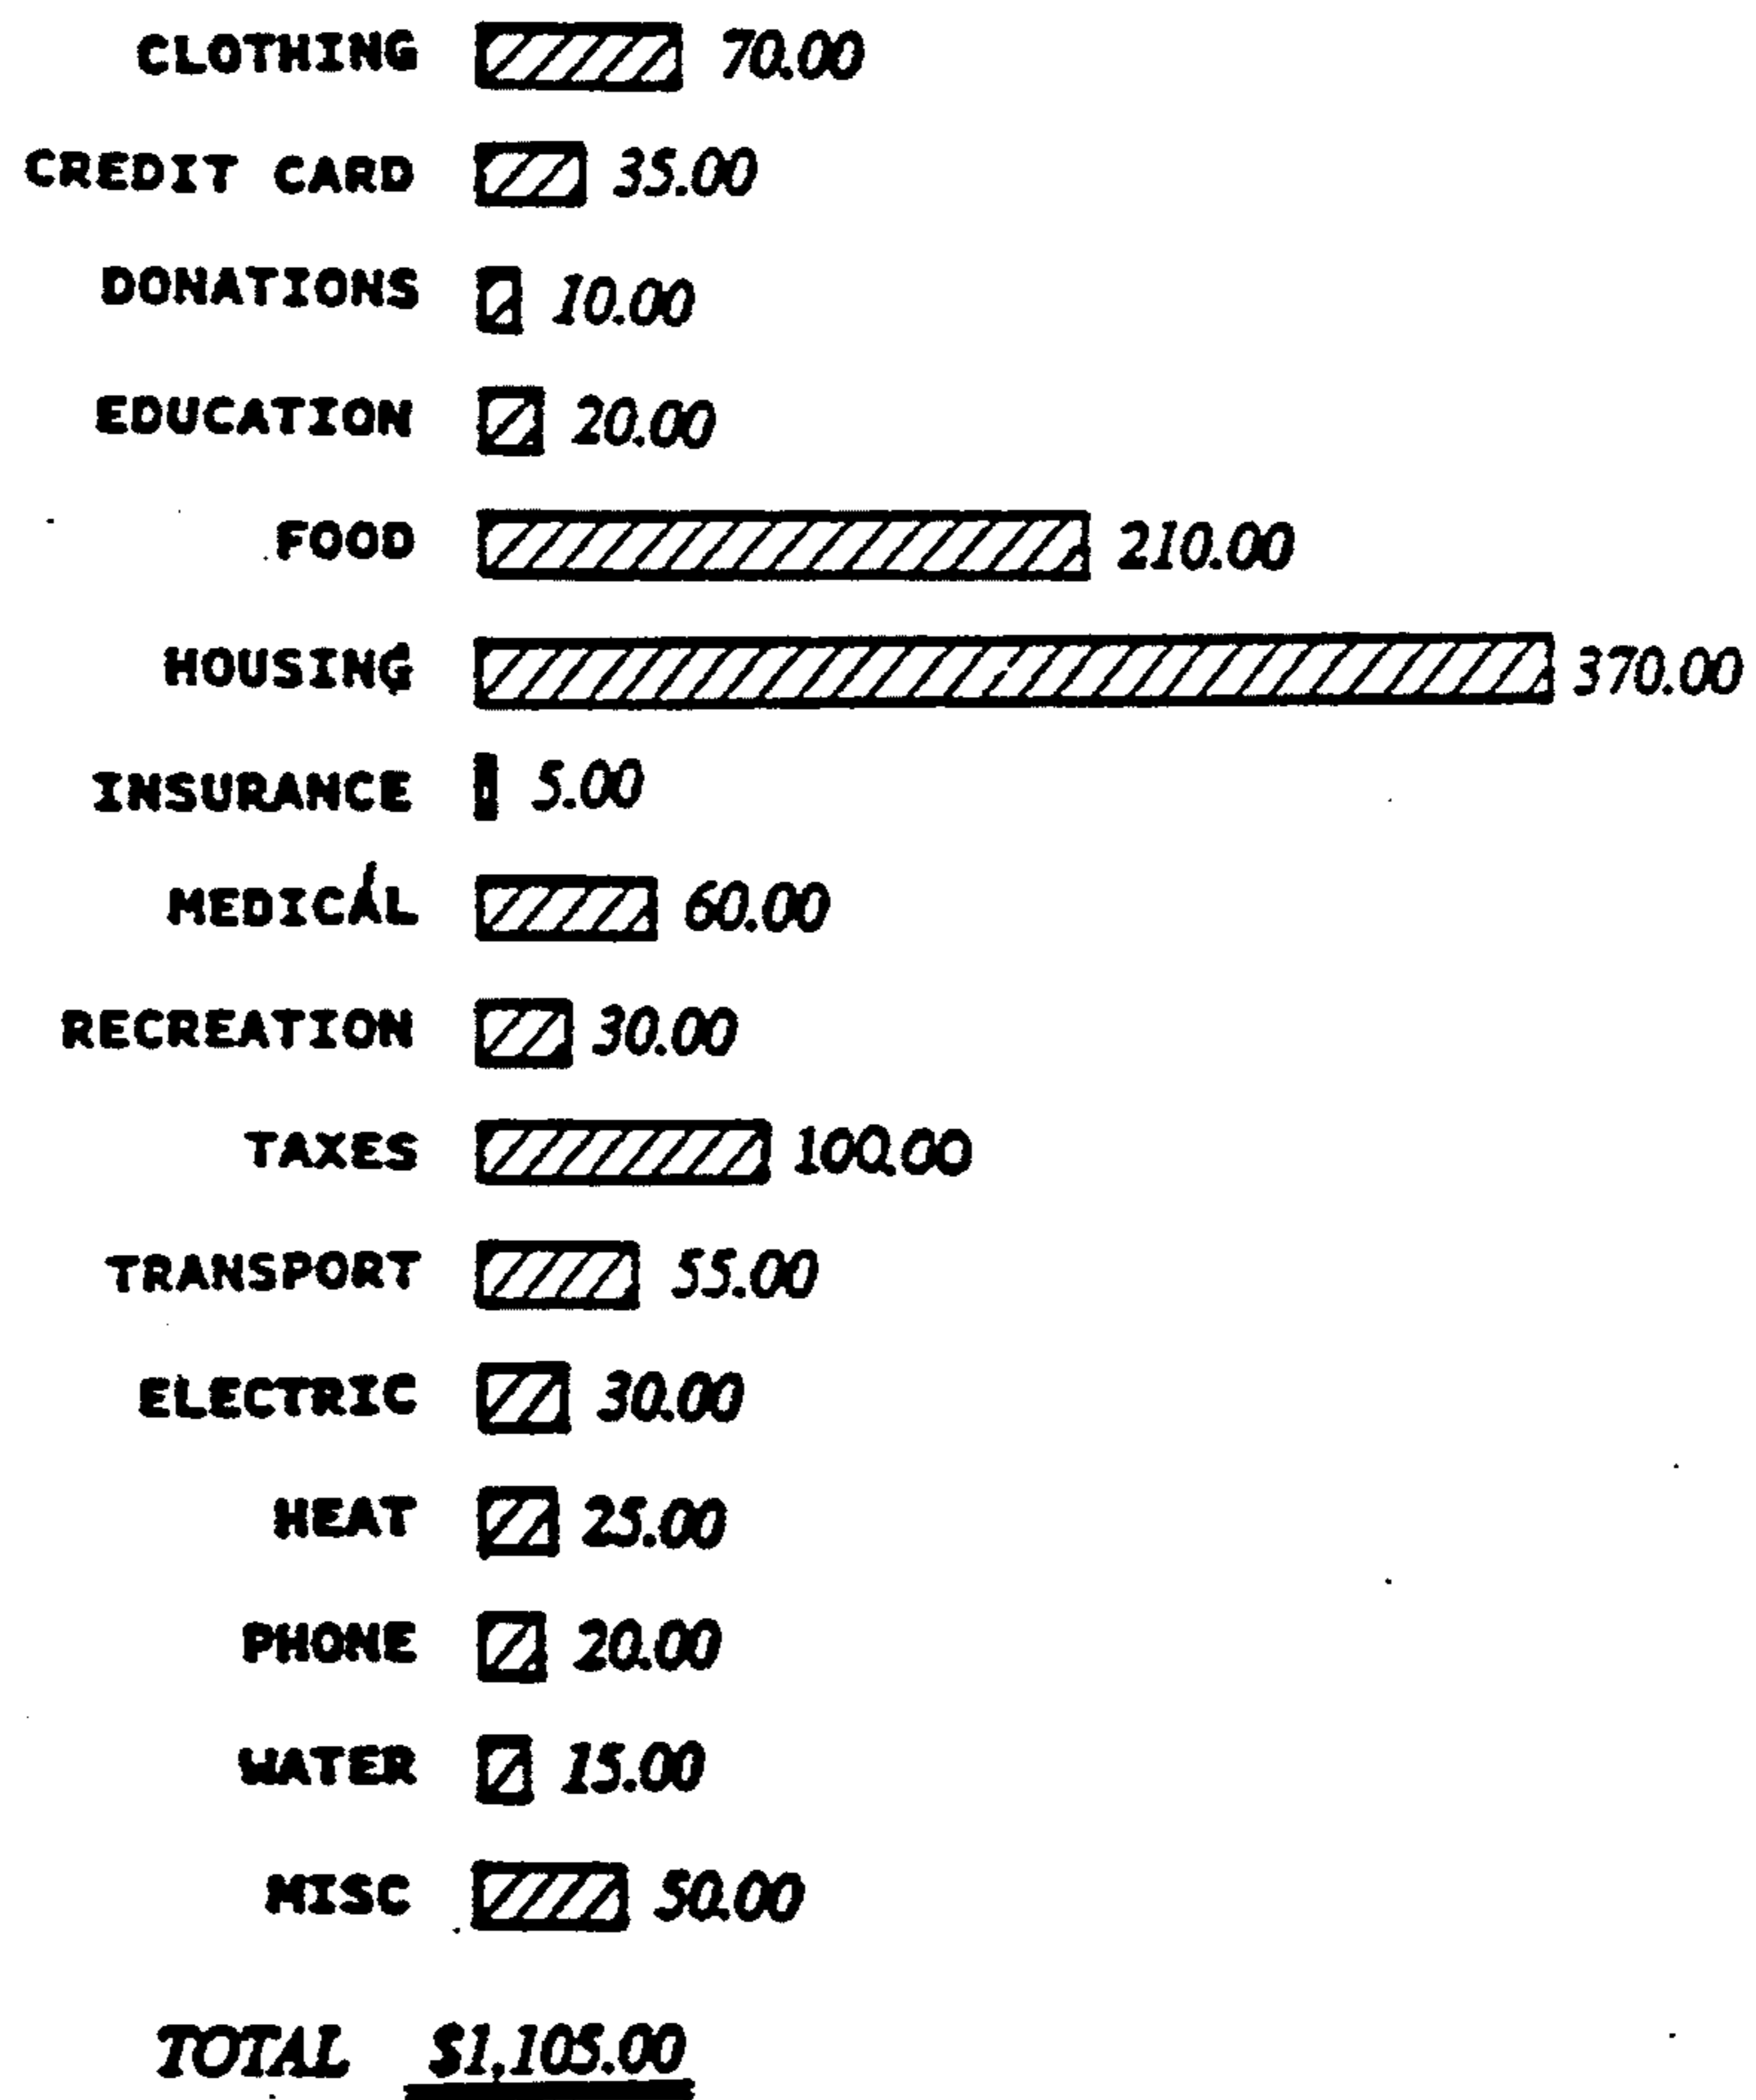 CLOTHING 70.00
CREDIT CARD 35.00
DONATIONS 10.00
EDUCATION 20.00
FOOD 210.00
HOUSING 370.00
INSURANCE 5.00
MEDICAL 60.00
RECREATION 30.00
TAXES 100.00
TRANSPORT 55.00
ELECTRIC 30.00
HEAT 25.00
PHONE 20.00
WATER 15.00
MISC 50.00
TOTAL $1,105.00